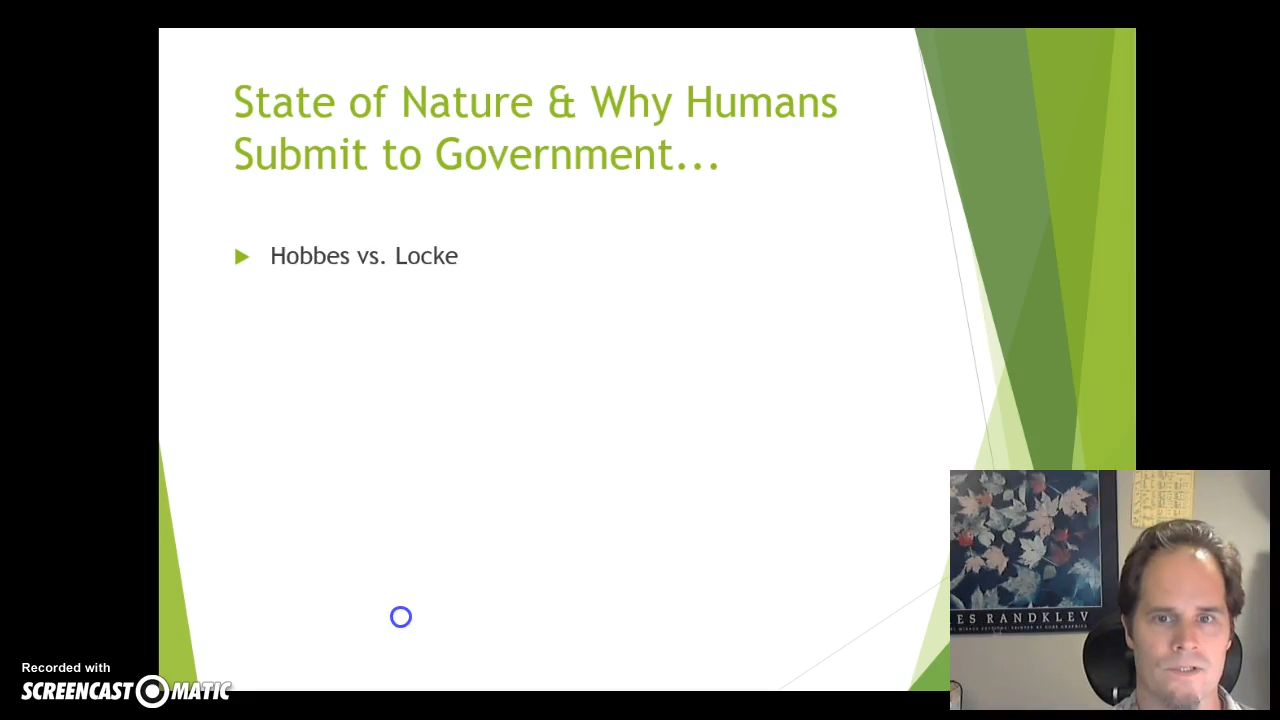 State of Nature & Why Humans
Submit to Government...
Hobbes vs. Locke
ES RANDKLEV
Recorded with
SCREENCAST MATIC